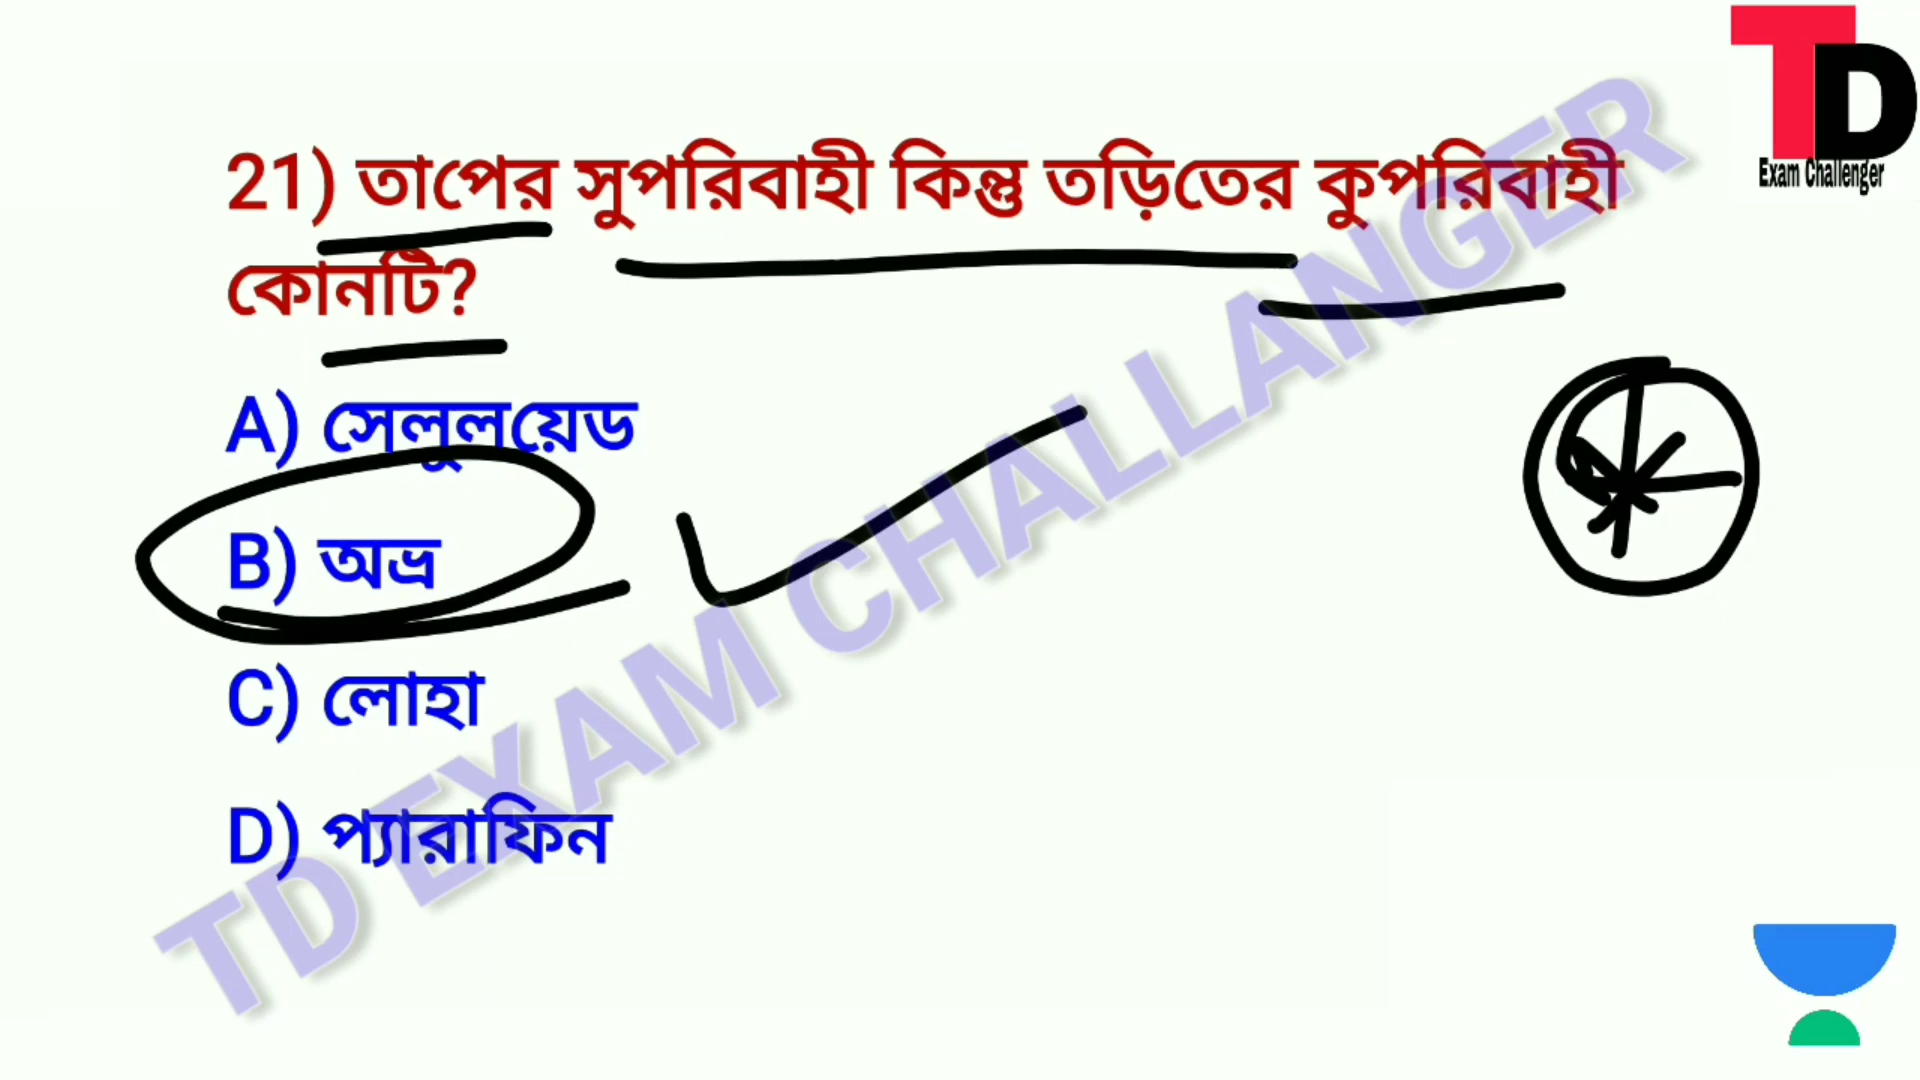 TD
Exam Challenger
21) তাপের সুপরিবাহী কিন্তু তড়িতের কুপরিবাহী
কোনটি?
A) সেলুলয়েড
B) অভ্র
C) লোহা
D) প্যারাফিন
TD EXAM CHALLANGER